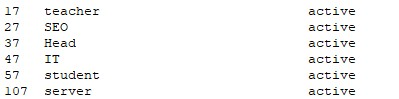 17 teacher active
27 SEO active
37 Head active
47 IT active
57 student active
107 server active